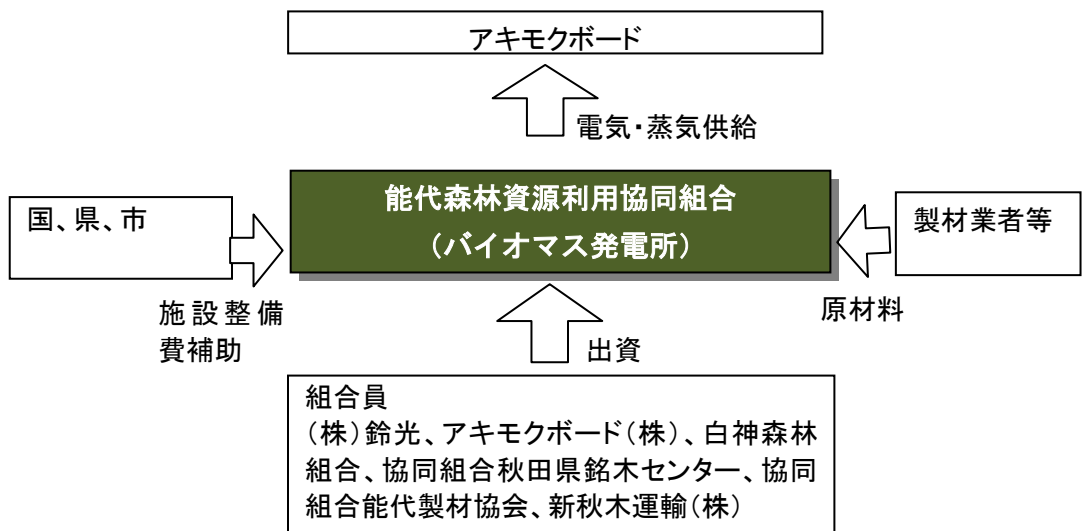 アキモクボード
電気・蒸気供給
能代森林資源利用協同組合
（バイオマス発電所）
国、県、市
製材業者等
施設整備
費補助
原材料
出資
組合員
（株）鈴光、アキモクボード（株）、白神森林
組合、協同組合秋田県銘木センター、協同
組合能代製材協会、新秋木運輸（株）